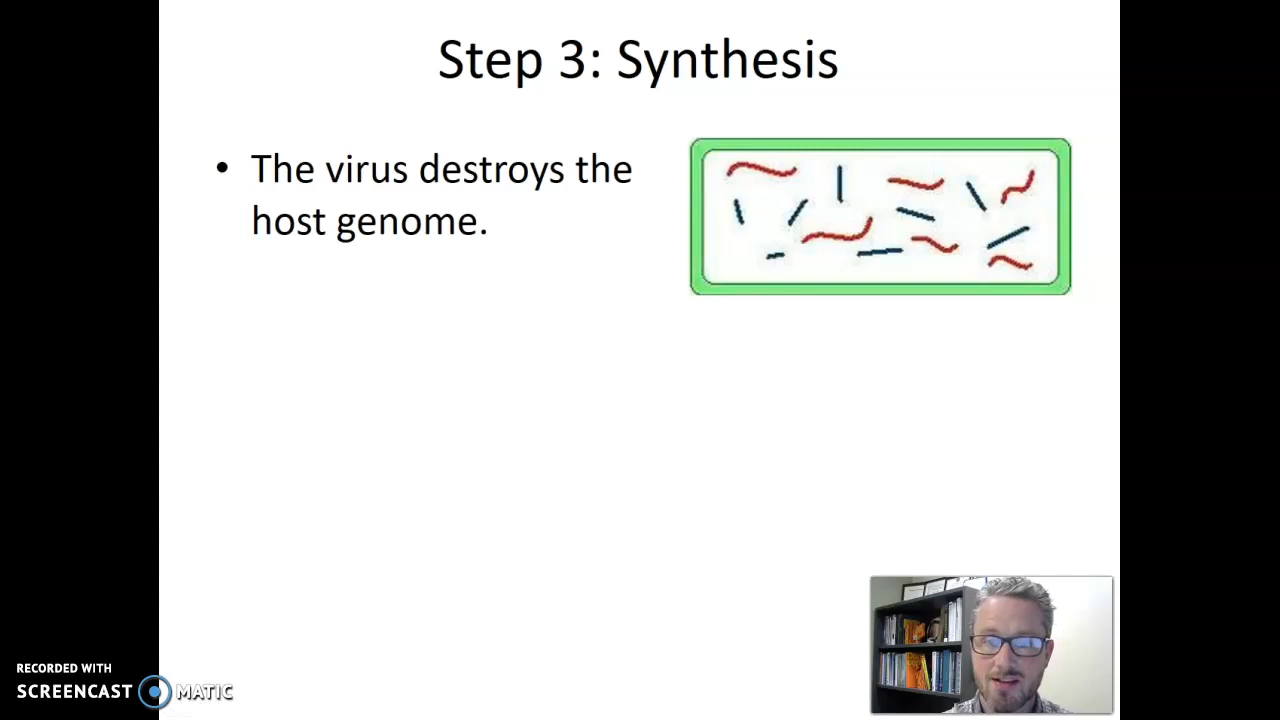 Step 3: Synthesis
• The virus destroys the
host genome.
RECORDED WITH
SCREENCAST MATIC